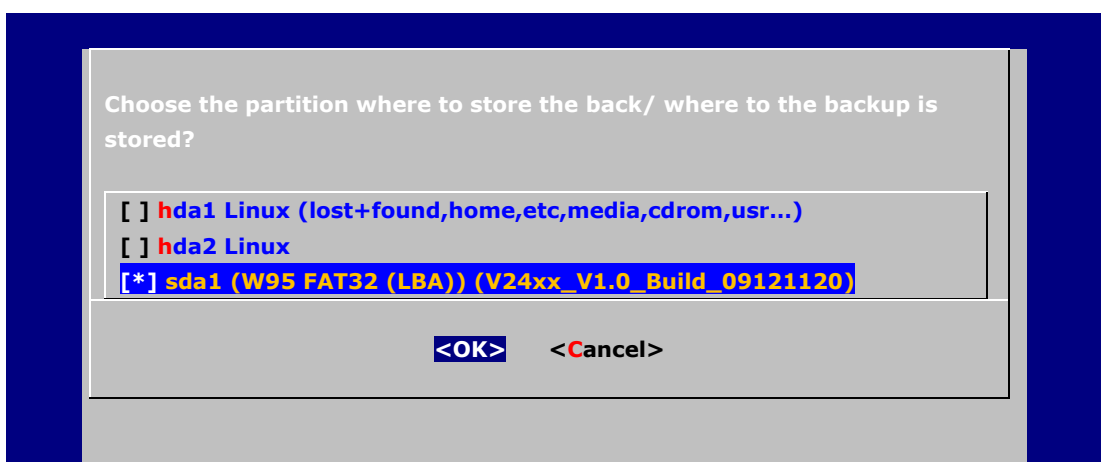 Choose the partition where to store the back/ where to the backup is
stored?
[ ] hda1 Linux (lost+found,home,etc,media,cdrom,usr...)
[ ] hda2 Linux
[*] sda1 (W95 FAT32 (LBA)) (V24xx_V1.0_Build_09121120)
<OK> <Cancel>